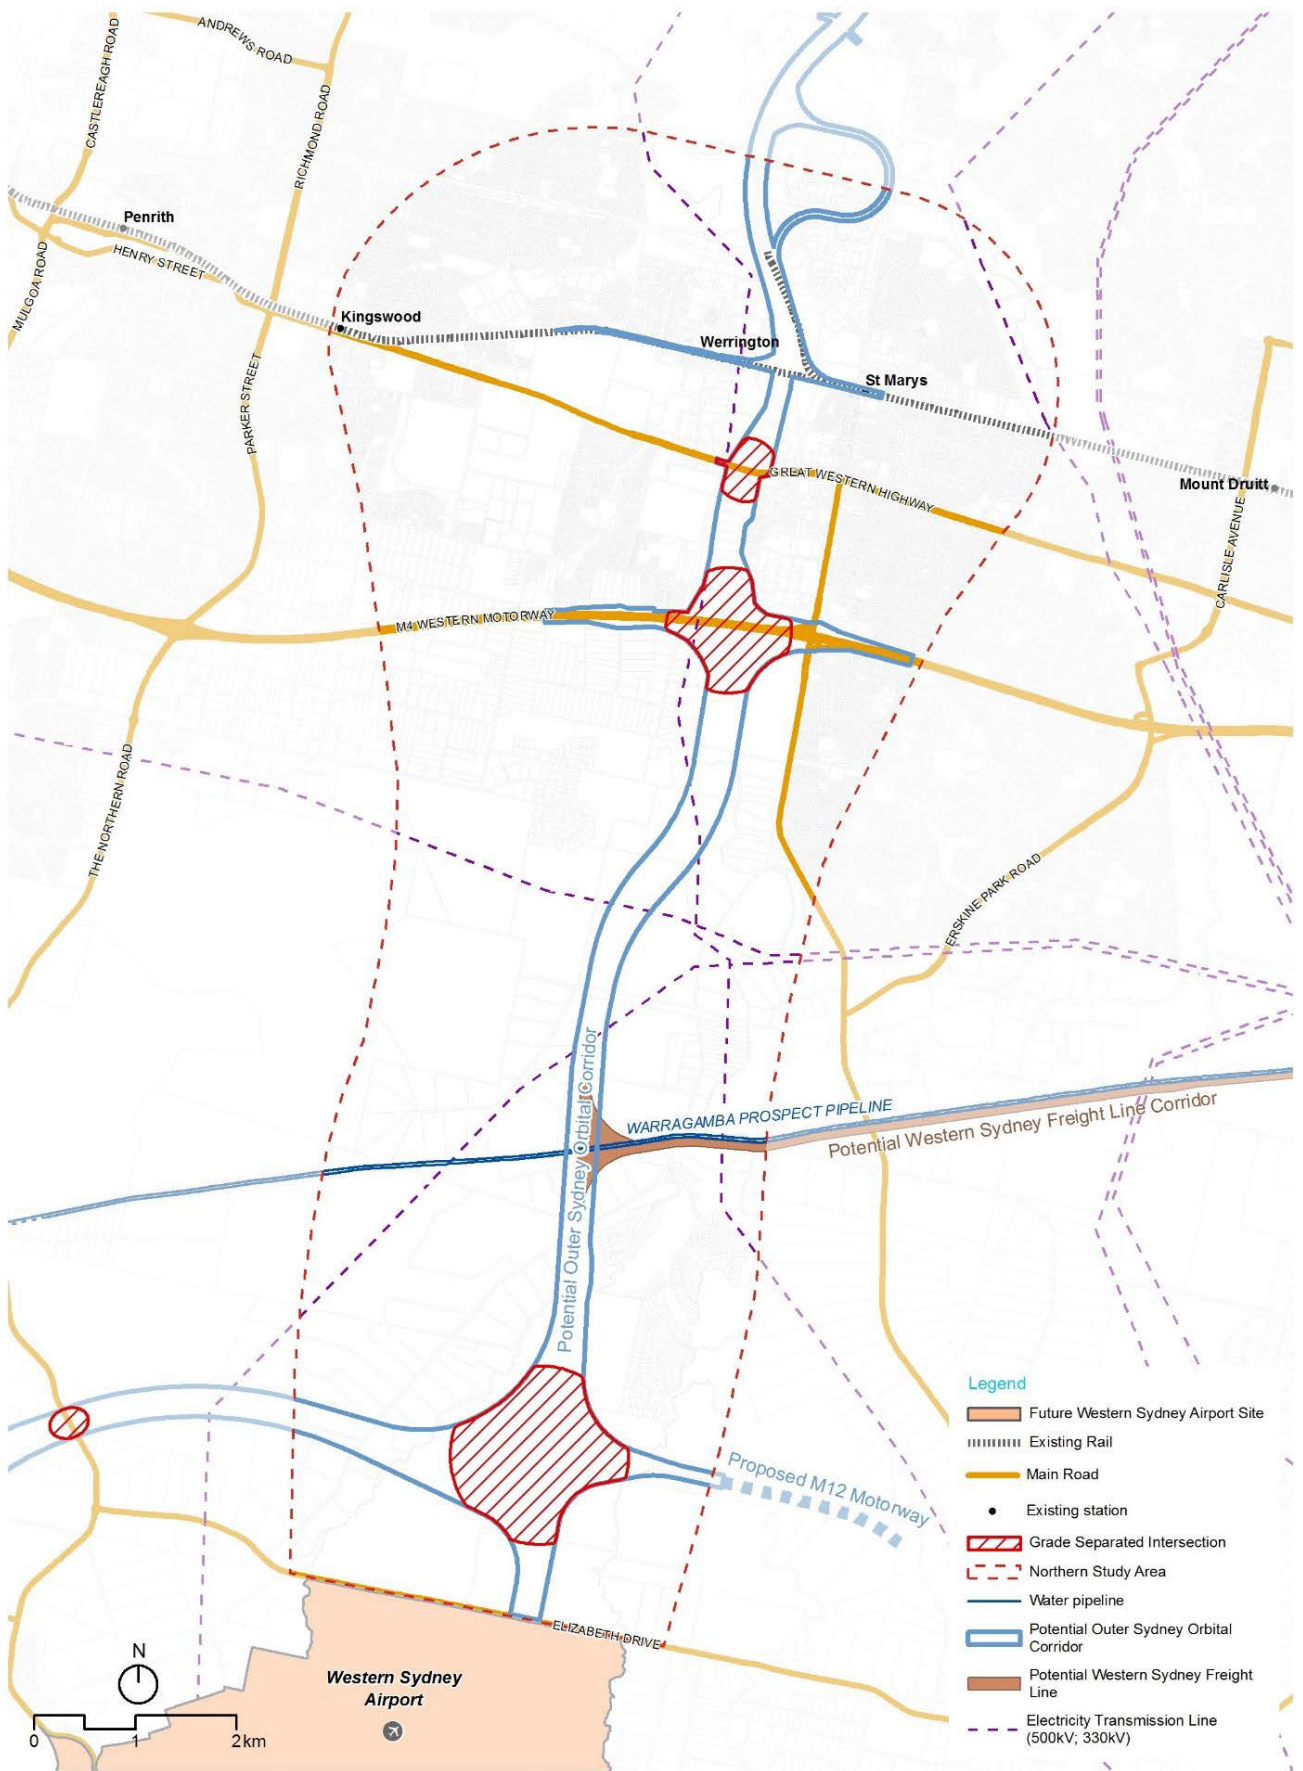 ANDREWS ROAD
CASTLEREAGH ROAD
RICHMOND ROAD
Penrith
HENRY STREET
MULGOA ROAD
Kingswood
Werrington
St Marys
PARKER STREET
GREAT WESTERN HIGHWAY
Mount Druitt
CARLISLE AVENUE
M4 WESTERN MOTORWAY
THE NORTHERN ROAD
ERSKINE PARK ROAD
Potential Outer Sydney Orbital Corridor
WARRAGAMBA PROSPECT PIPELINE
Potential Western Sydney Freight Line Corridor
Proposed M12 Motorway
ELIZABETH DRIVE
Western Sydney
Airport
N
0 1 2km
Legend
Future Western Sydney Airport Site
Existing Rail
Main Road
Existing station
Grade Separated Intersection
Northern Study Area
Water pipeline
Potential Outer Sydney Orbital
Corridor
Potential Western Sydney Freight
Line
Electricity Transmission Line
(500kV; 330kV)